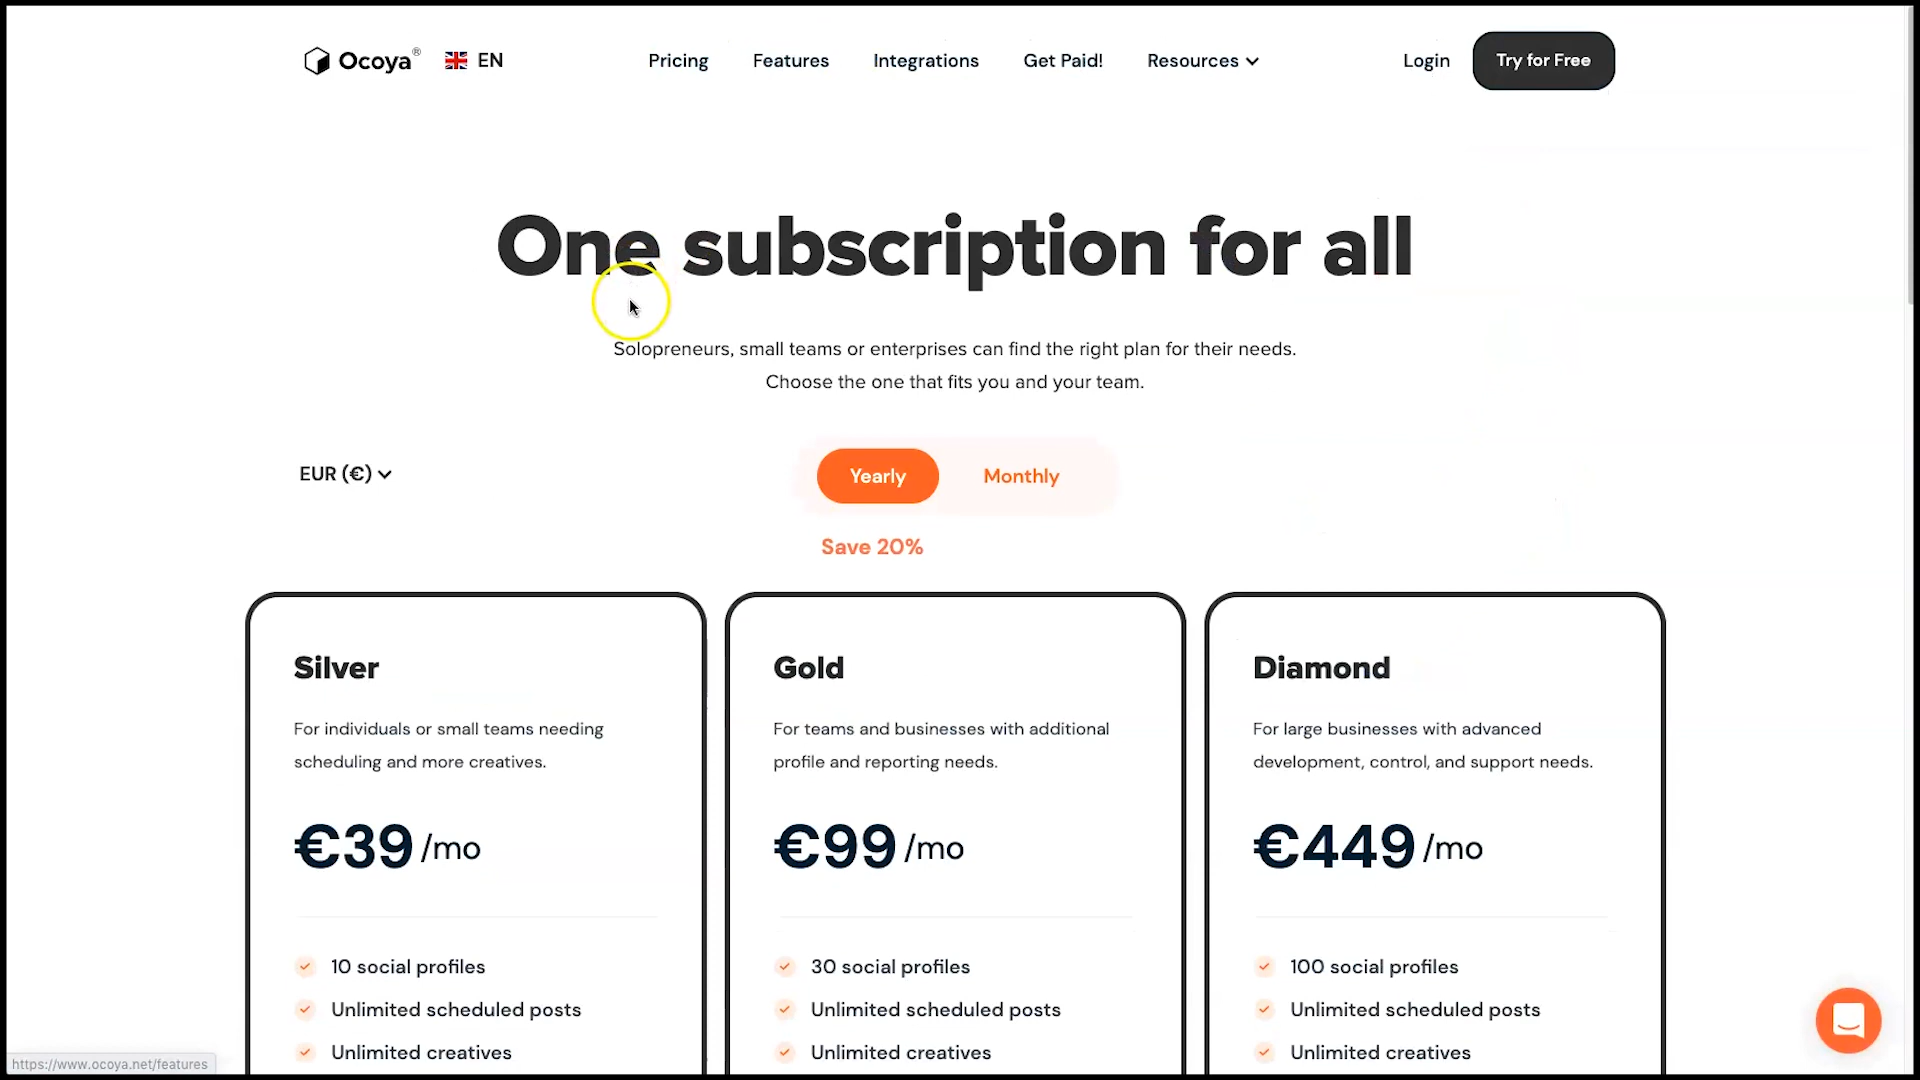 Ocoya®
EN
Pricing
Features
Integrations
Get Paid!
Resources
Login
Try for Free
One subscription for all
Solopreneurs, small teams or enterprises can find the right plan for their needs.
Choose the one that fits you and your team.
EUR (€)
Yearly
Monthly
Save 20%
Silver
For individuals or small teams needing
scheduling and more creatives.
€39 /mo
10 social profiles
Unlimited scheduled posts
Unlimited creatives
Gold
For teams and businesses with additional
profile and reporting needs.
€99 /mo
30 social profiles
Unlimited scheduled posts
Unlimited creatives
Diamond
For large businesses with advanced
development, control, and support needs.
€449 /mo
100 social profiles
Unlimited scheduled posts
Unlimited creatives
https://www.ocoya.net/features